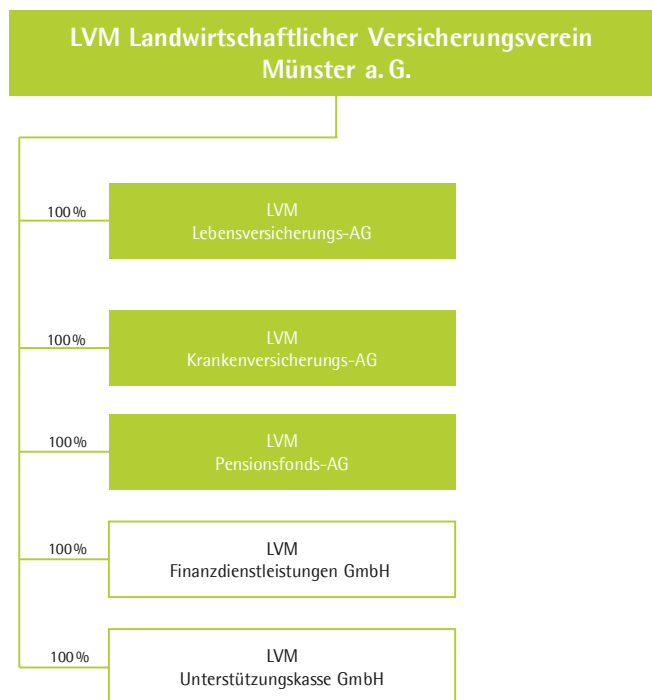 LVM Landwirtschaftlicher Versicherungsverein
Münster a. G.
100%
LVM
Lebensversicherungs-AG
100%
LVM
Krankenversicherungs-AG
100%
LVM
Pensionsfonds-AG
100%
LVM
Finanzdienstleistungen GmbH
100%
LVM
Unterstützungskasse GmbH